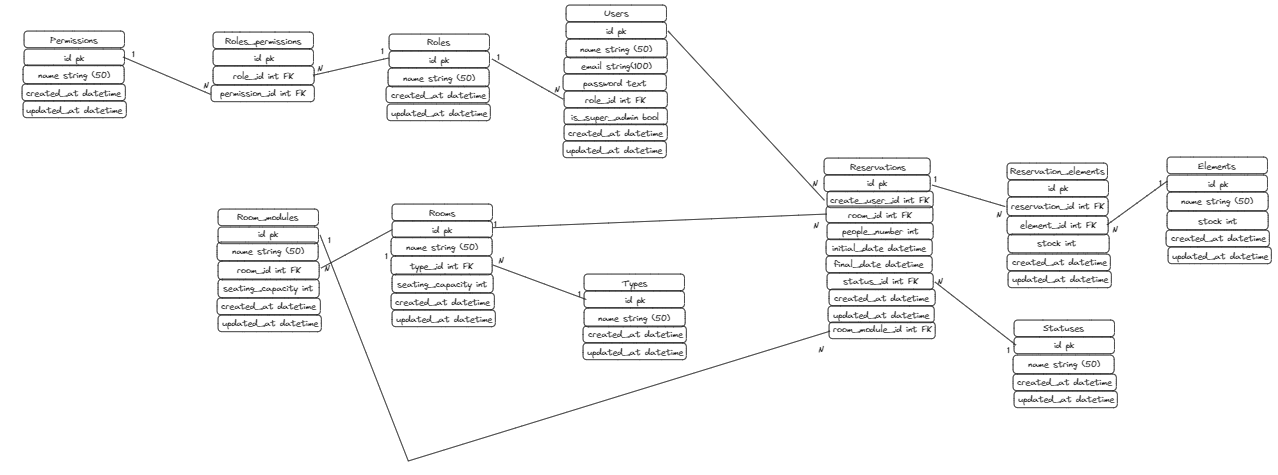 Permissions
id pk
name string (50)
created_at datetime
updated_at datetime
1
N
Roles_permissions
id pk
role_id int FK
permission_id int FK
N
1
Roles
id pk
name string (50)
created_at datetime
updated_at datetime
1
N
Users
id pk
name string (50)
email string(100)
password text
role_id int FK
is_super_admin bool
created_at datetime
updated_at datetime
Room_modules
id pk
name string (50)
room_id int FK
seating_capacity int
created_at datetime
updated_at datetime
1
N
1
Rooms
id pk
name string (50)
type_id int FK
seating_capacity int
created_at datetime
updated_at datetime
1
N
1
Types
id pk
name string (50)
created_at datetime
updated_at datetime
N
N
N
Reservations
id pk
create_user_id int FK
room_id int FK
people_number int
initial_date datetime
final_date datetime
status_id int FK
created_at datetime
updated_at datetime
room_module_id int FK
1
N
N
1
Reservation_elements
id pk
reservation_id int FK
element_id int FK
stock int
created_at datetime
updated_at datetime
1
N
Elements
id pk
name string (50)
stock int
created_at datetime
updated_at datetime
Statuses
id pk
name string (50)
created_at datetime
updated_at datetime